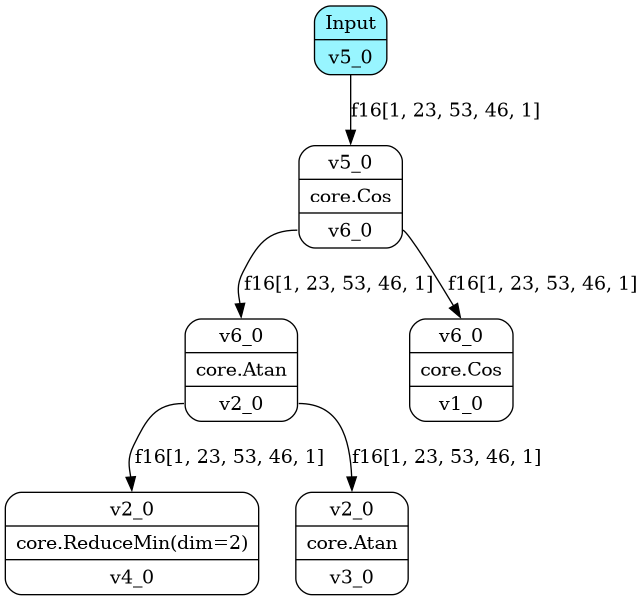 Input
v5_0
f16[1, 23, 53, 46, 1]
v5_0
core.Cos
v6_0
f16[1, 23, 53, 46, 1]
f16[1, 23, 53, 46, 1]
v6_0
core.Atan
v2_0
v6_0
core.Cos
v1_0
f16[1, 23, 53, 46, 1]
f16[1, 23, 53, 46, 1]
v2_0
core.ReduceMin(dim=2)
v4_0
v2_0
core.Atan
v3_0